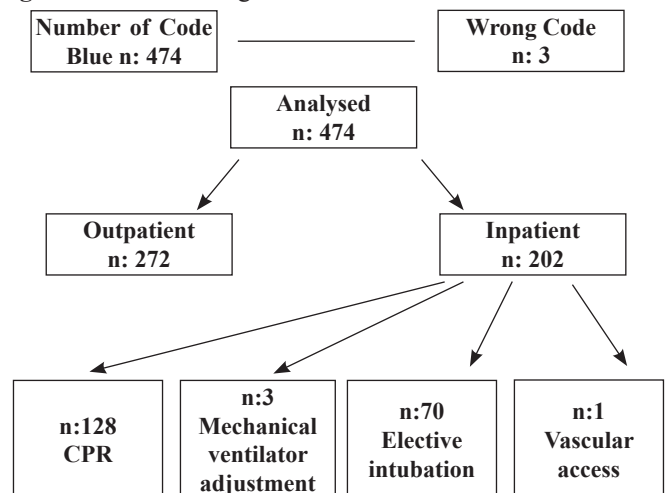 Number of Code
Blue n: 474
Wrong Code
n: 3
Analysed
n: 474
Outpatient
n: 272
Inpatient
n: 202
n:128
CPR
n:3
Mechanical
ventilator
adjustment
n:70
Elective
intubation
n:1
Vascular
access